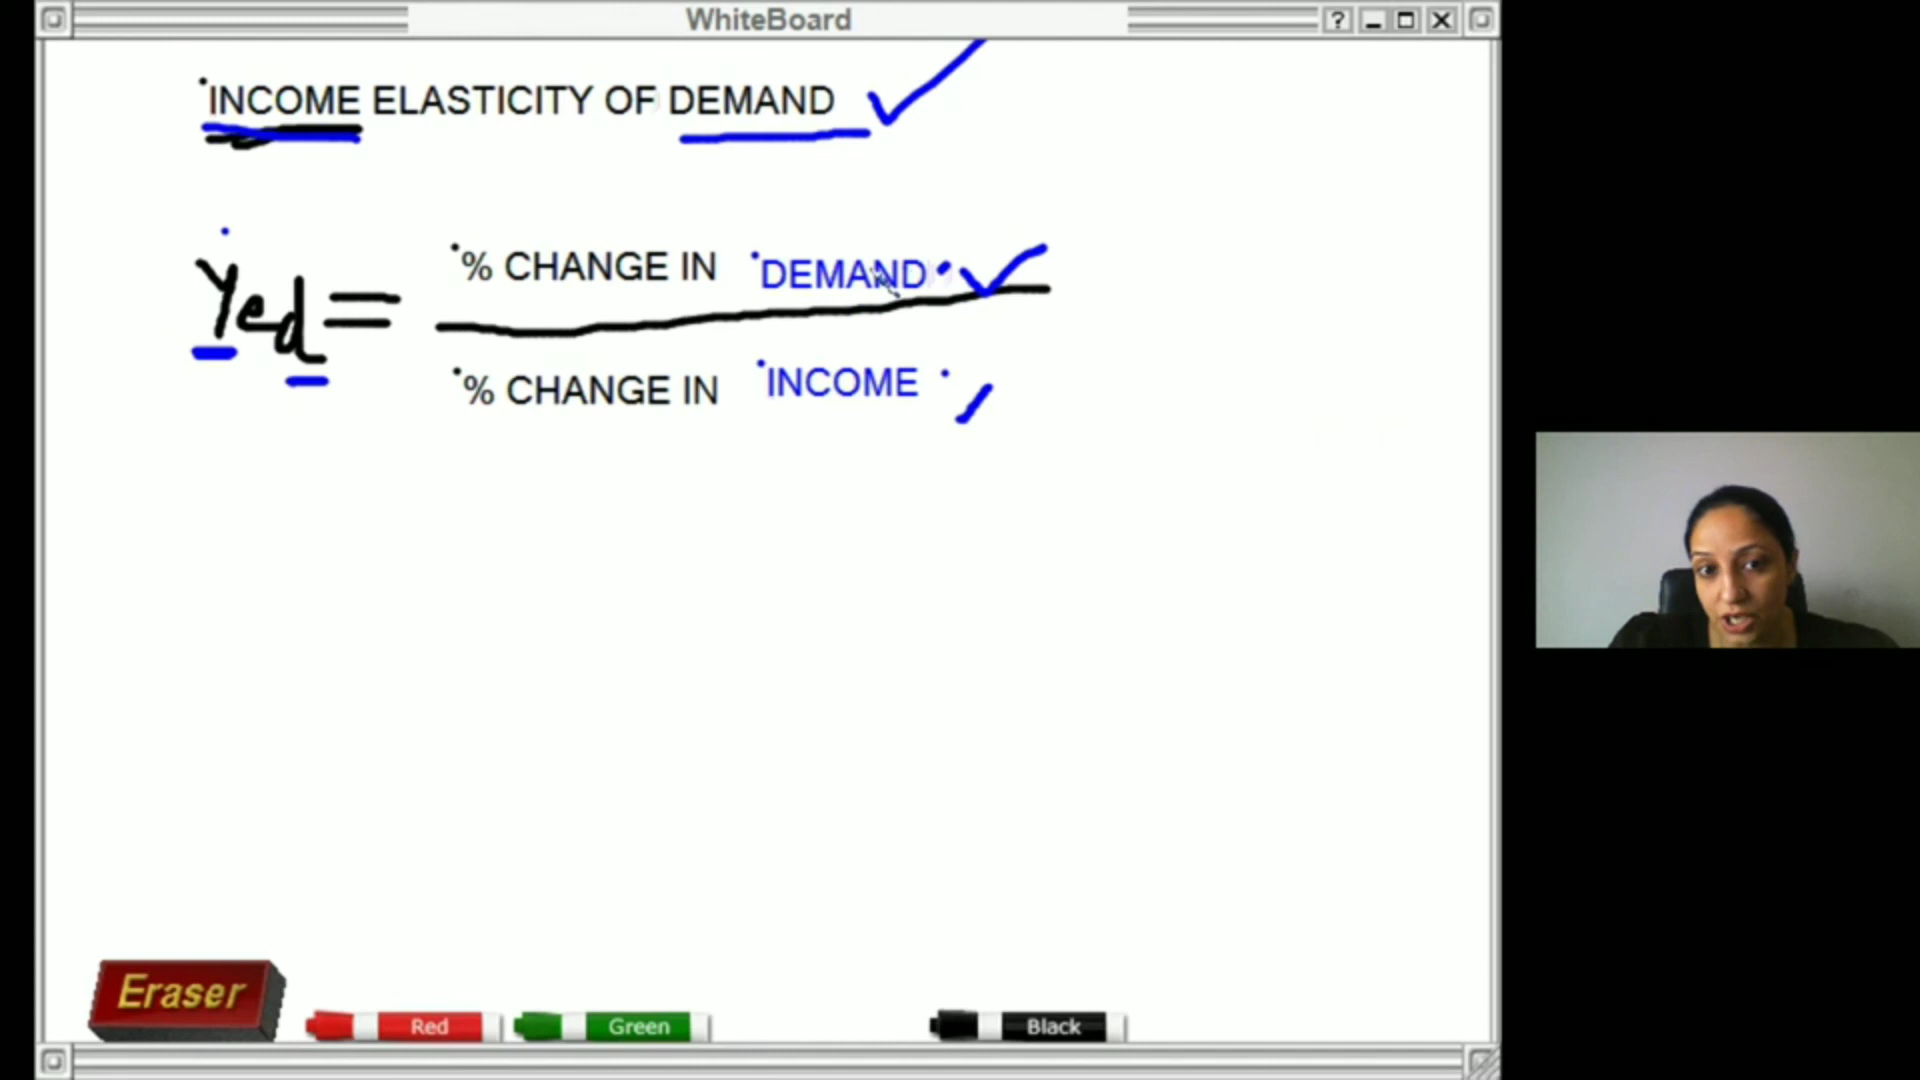 WhiteBoard
INCOME ELASTICITY OF DEMAND
Yed =
% CHANGE IN DEMAND
% CHANGE IN INCOME
Eraser
Red
Green
Black